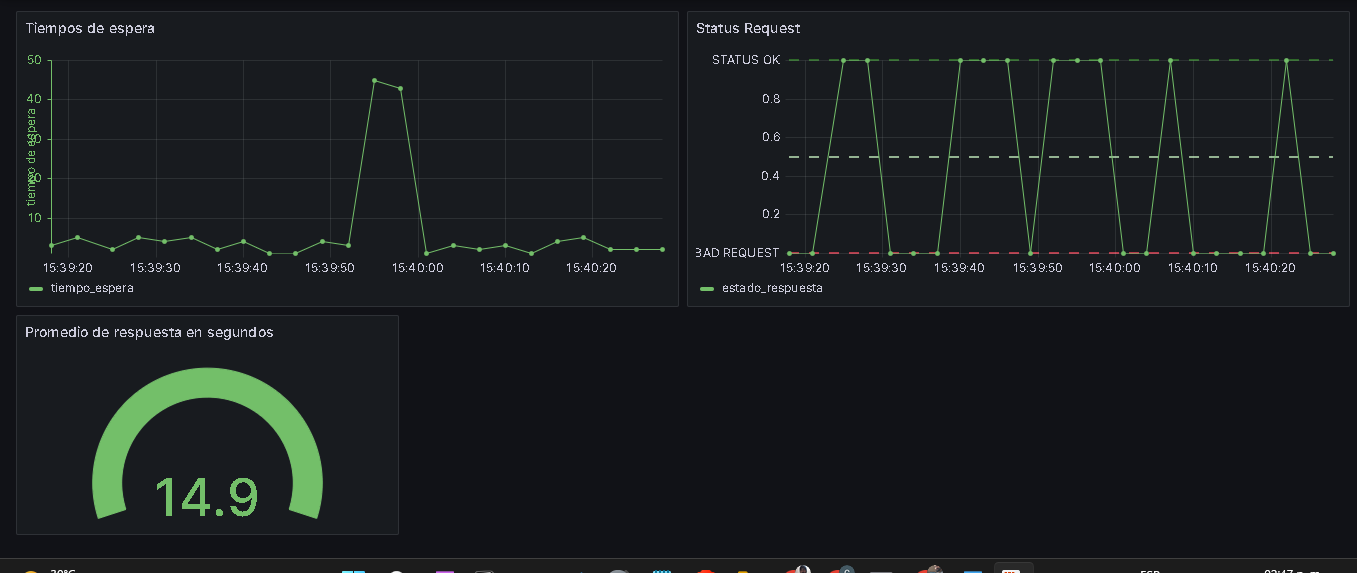 Tiempos de espera
50
40
30
20
10
tiempo de espera
15:39:20 15:39:30 15:39:40 15:39:50 15:40:00 15:40:10 15:40:20
tiempo_espera
Status Request
STATUS OK
0.8
0.6
0.4
0.2
BAD REQUEST
15:39:20 15:39:30 15:39:40 15:39:50 15:40:00 15:40:10 15:40:20
estado_respuesta
Promedio de respuesta en segundos
14.9